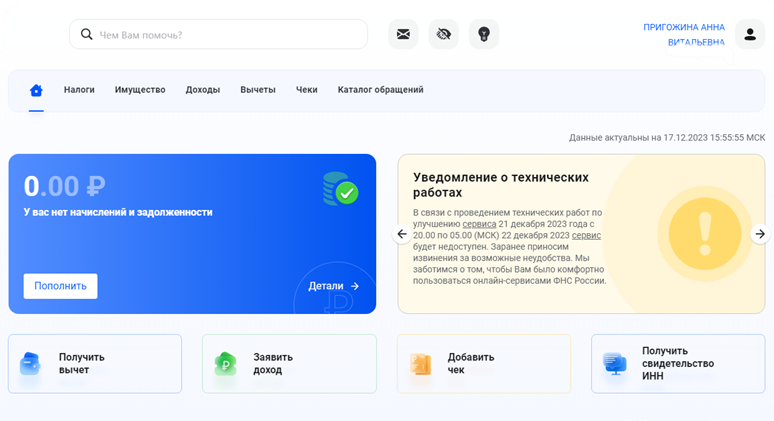 Чем Вам помочь?
ПРИГОЖИНА АННА
ВИТАЛЬЕВНА
Налоги Имущество Доходы Вычеты Чеки Каталог обращений
Данные актуальны на 17.12.2023 15:55:55 МСК
0.00 ₽
У вас нет начислений и задолженности
Пополнить
Детали
Уведомление о технических
работах
В связи с проведением технических работ по
улучшению сервиса 21 декабря 2023 года с
20.00 по 05.00 (МСК) 22 декабря 2023 сервис
будет недоступен. Заранее приносим
извинения за возможные неудобства. Мы
заботимся о том, чтобы Вам было комфортно
пользоваться онлайн-сервисами ФНС России.
Получить
вычет
Заявить
доход
Добавить
чек
Получить
свидетельство
ИНН